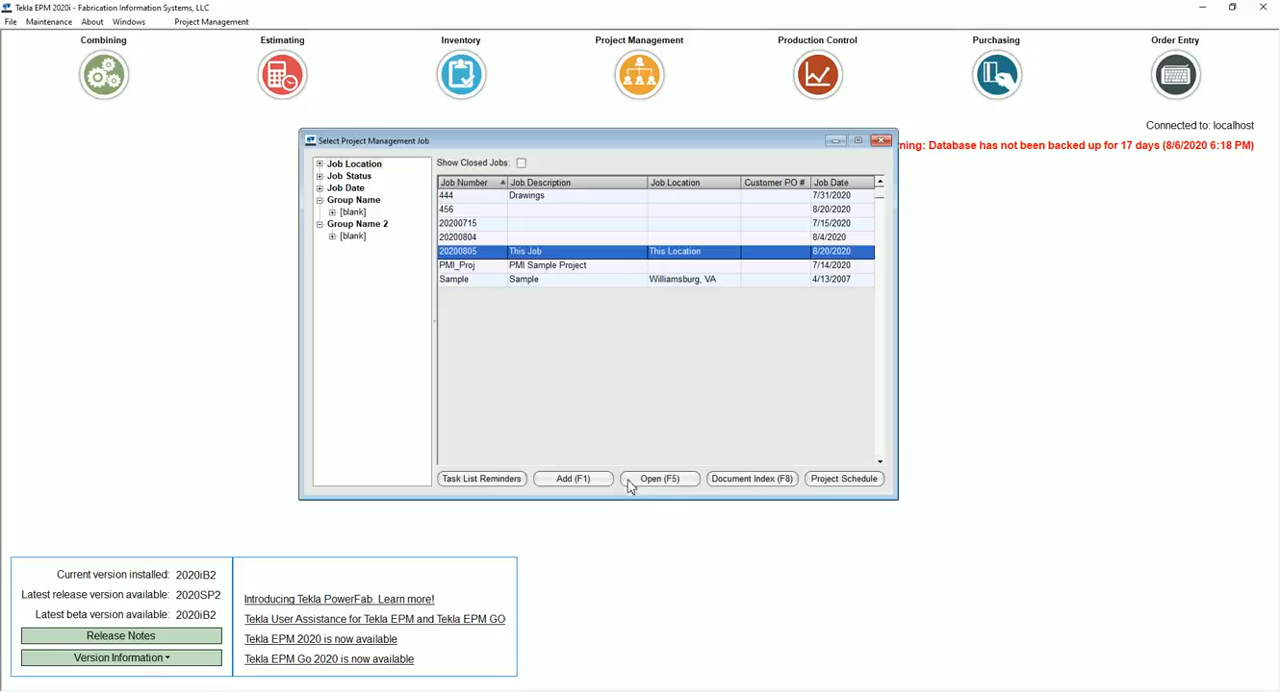 Tekla EPM 2020i - Fabrication Information Systems, LLC
File Maintenance About Windows Project Management
Combining Estimating Inventory Project Management Production Control Purchasing Order Entry
Connected to: localhost
rning: Database has not been backed up for 17 days (8/6/2020 6:18 PM)
Select Project Management Job
Job Location
Job Status
Job Date
Group Name
[blank]
Group Name 2
[blank]
Show Closed Jobs:
Job Number Job Description Job Location Customer PO # Job Date
444 Drawings 7/31/2020
456 8/20/2020
20200715 7/15/2020
20200804 8/4/2020
20200805 This Job This Location 8/20/2020
PMI_Proj PMI Sample Project 7/14/2020
Sample Sample Williamsburg, VA 4/13/2007
Task List Reminders Add (F1) Open (F5) Document Index (F8) Project Schedule
Current version installed: 2020iB2
Latest release version available: 2020SP2
Latest beta version available: 2020iB2
Release Notes
Version Information
Introducing Tekla PowerFab. Learn more!
Tekla User Assistance for Tekla EPM and Tekla EPM GO
Tekla EPM 2020 is now available
Tekla EPM Go 2020 is now available